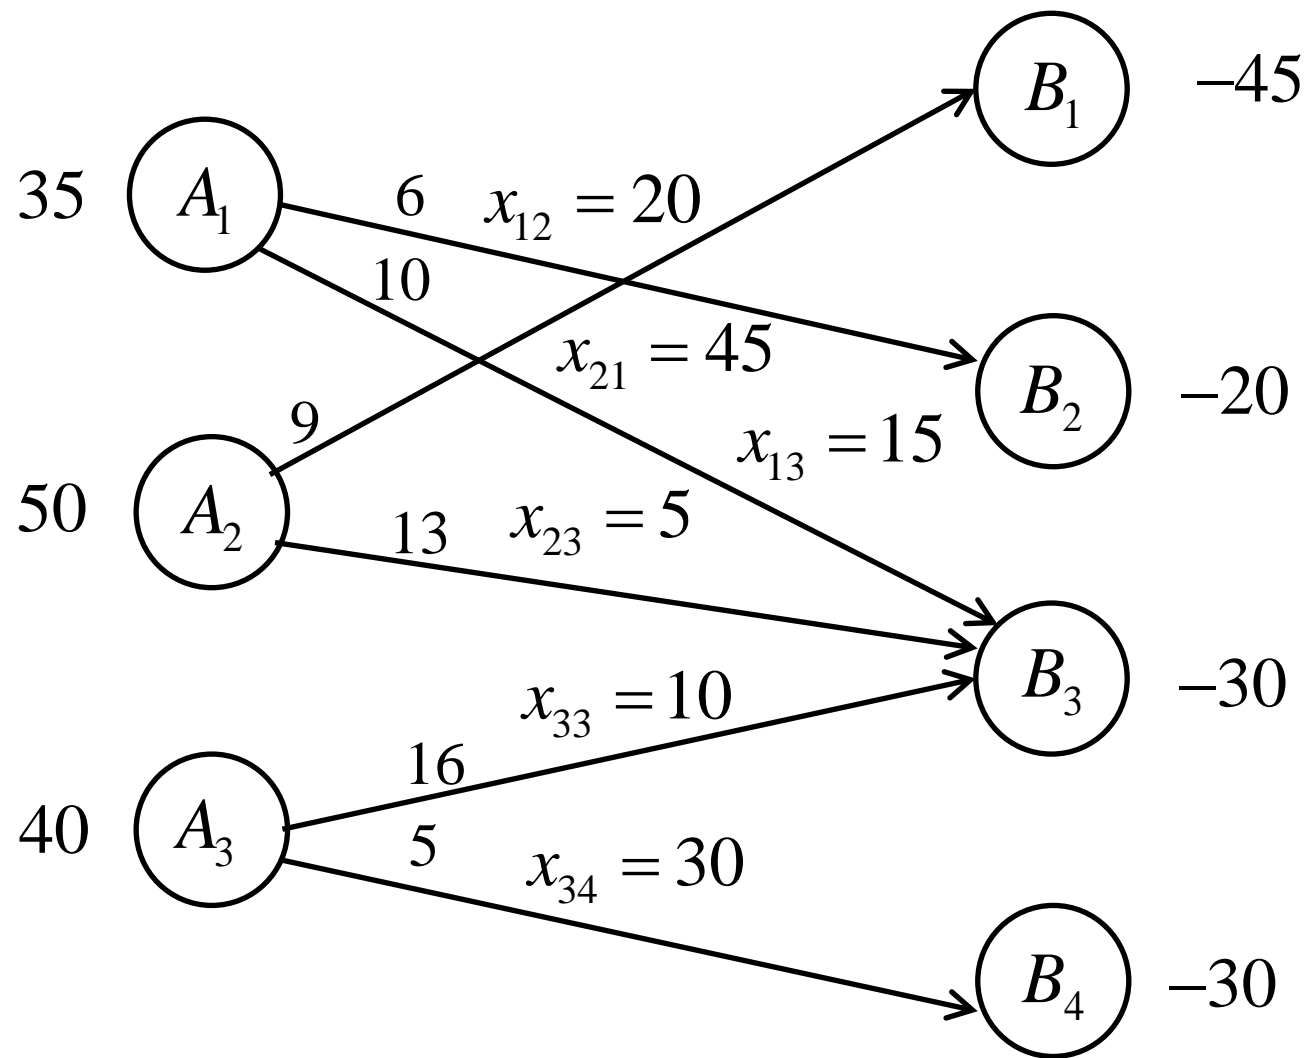 B₁ −45
35 A₁ 6 x₁₂ = 20
10
x₂₁ = 45
B₂ −20
9 x₁₃ = 15
50 A₂ 13 x₂₃ = 5
B₃ −30
x₃₃ = 10
16
40 A₃ 5 x₃₄ = 30
B₄ −30